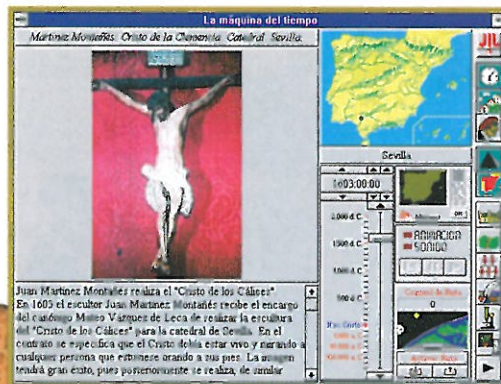 La máquina del tiempo
Martínez Montañés. Cristo de la Clemencia. Catedral. Sevilla.
Sevilla
1603:00:00
2,000 d. C.
1500 d. C.
1,000 d. C.
500 d. C.
ANIMACION
SONIDO
0
Juan Martínez Montañés realiza el "Cristo de los Cálices"
En 1603 el escultor Juan Martínez Montañés recibe el encargo
del canónigo Mateo Vázquez de Leca de realizar la escultura
del "Cristo de los Cálices" para la catedral de Sevilla. En el
contrato se especifica que el Cristo debía estar vivo y mirando a
cualquier persona que estuviese orando a sus pies. La imagen
tendrá gran éxito, pues posteriormente se realiza, de similar